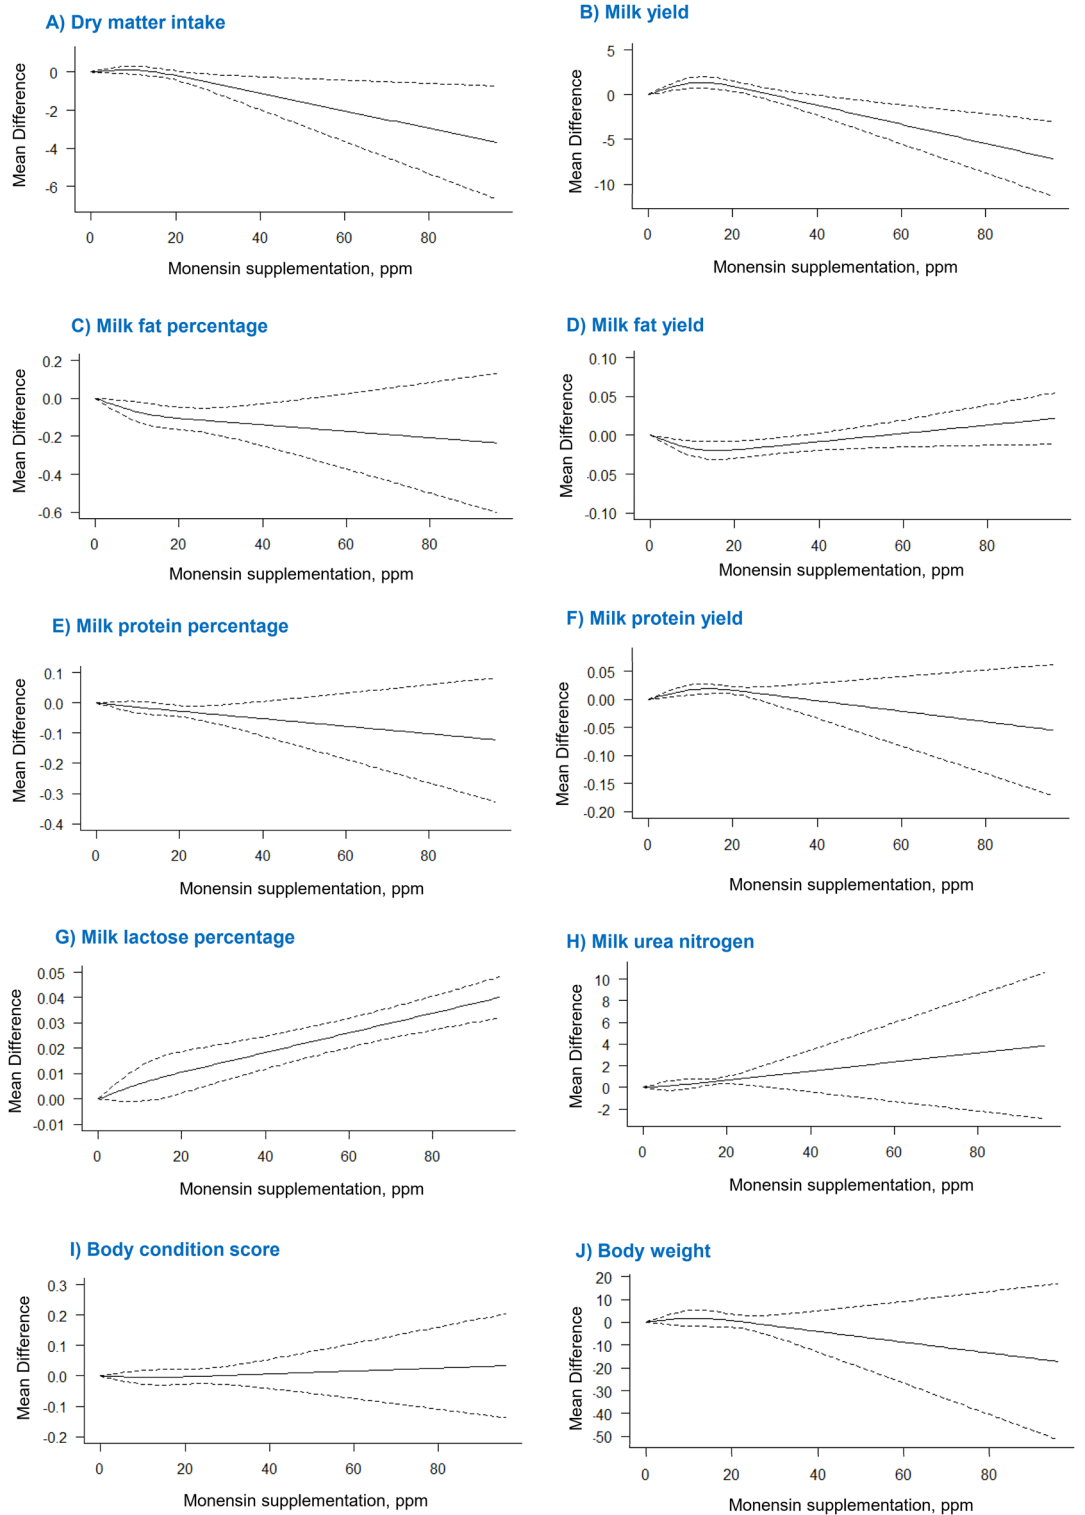 A) Dry matter intake
0
-2
-4
-6
Mean Difference
0 20 40 60 80
Monensin supplementation, ppm
B) Milk yield
5
0
-5
-10
Mean Difference
0 20 40 60 80
Monensin supplementation, ppm
C) Milk fat percentage
0.2
0.0
-0.2
-0.4
-0.6
Mean Difference
0 20 40 60 80
Monensin supplementation, ppm
D) Milk fat yield
0.10
0.05
0.00
-0.05
-0.10
Mean Difference
0 20 40 60 80
Monensin supplementation, ppm
E) Milk protein percentage
0.1
0.0
-0.1
-0.2
-0.3
-0.4
Mean Difference
0 20 40 60 80
Monensin supplementation, ppm
F) Milk protein yield
0.05
0.00
-0.05
-0.10
-0.15
-0.20
Mean Difference
0 20 40 60 80
Monensin supplementation, ppm
G) Milk lactose percentage
0.05
0.04
0.03
0.02
0.01
0.00
-0.01
Mean Difference
0 20 40 60 80
Monensin supplementation, ppm
H) Milk urea nitrogen
10
8
6
4
2
0
-2
Mean Difference
0 20 40 60 80
Monensin supplementation, ppm
I) Body condition score
0.3
0.2
0.1
0.0
-0.1
-0.2
Mean Difference
0 20 40 60 80
Monensin supplementation, ppm
J) Body weight
20
10
0
-10
-20
-30
-40
-50
Mean Difference
0 20 40 60 80
Monensin supplementation, ppm